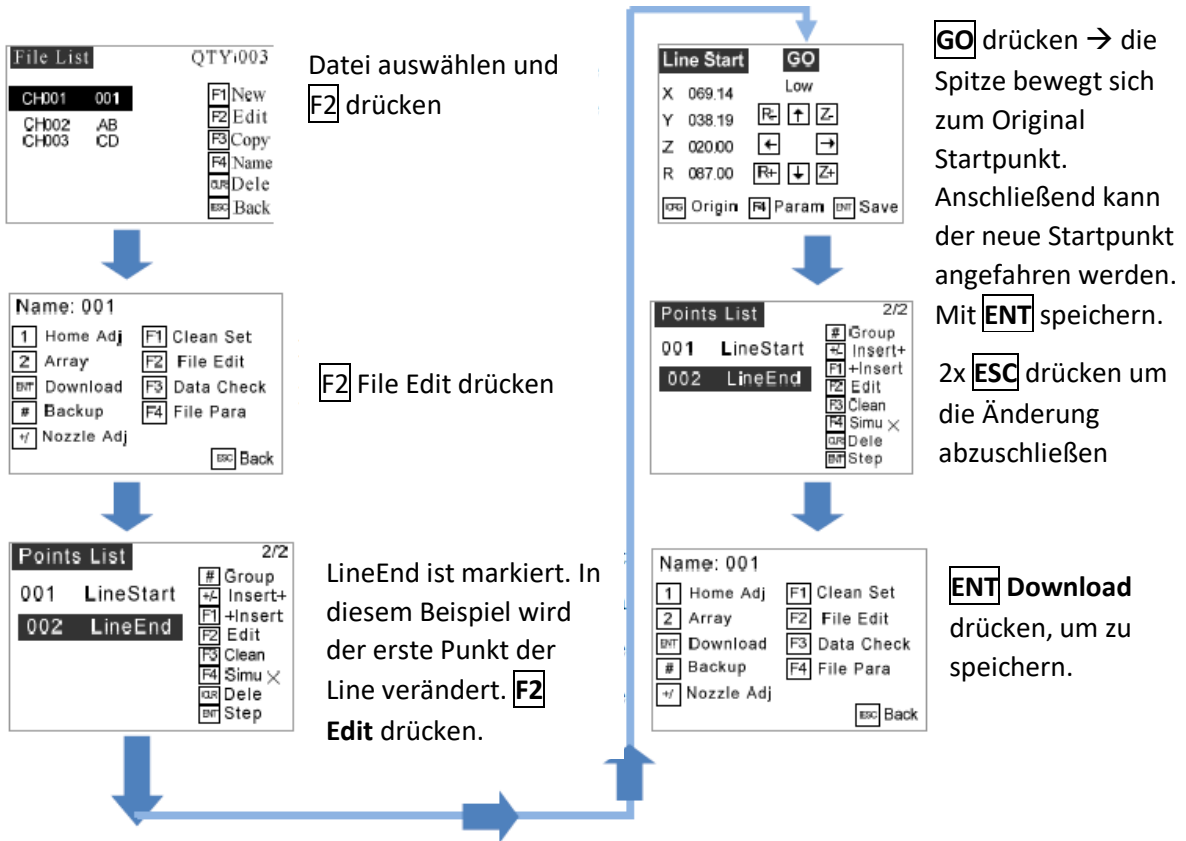 File List QTY:003
CH001 001
CH002 AB
CH003 CD
F1 New
F2 Edit
F3 Copy
F4 Name
CLR Dele
ESC Back
Datei auswählen und
F2 drücken
Name: 001
1 Home Adj F1 Clean Set
2 Array F2 File Edit
ENT Download F3 Data Check
# Backup F4 File Para
+/ Nozzle Adj
ESC Back
F2 File Edit drücken
Points List 2/2
001 LineStart
002 LineEnd
# Group
+/- Insert+
F1 +Insert
F2 Edit
F3 Clean
F4 Simu ×
CLR Dele
ENT Step
LineEnd ist markiert. In
diesem Beispiel wird
der erste Punkt der
Line verändert. F2
Edit drücken.
Line Start GO
Low
X 069.14
Y 038.19
Z 020.00
R 087.00
R- ↑ Z-
← →
R+ ↓ Z+
CFG Origin F4 Param ENT Save
GO drücken → die
Spitze bewegt sich
zum Original
Startpunkt.
Anschließend kann
der neue Startpunkt
angefahren werden.
Mit ENT speichern.
Points List 2/2
001 LineStart
002 LineEnd
# Group
+/- Insert+
F1 +Insert
F2 Edit
F3 Clean
F4 Simu ×
CLR Dele
ENT Step
2x ESC drücken um
die Änderung
abzuschließen
Name: 001
1 Home Adj F1 Clean Set
2 Array F2 File Edit
ENT Download F3 Data Check
# Backup F4 File Para
+/ Nozzle Adj
ESC Back
ENT Download
drücken, um zu
speichern.